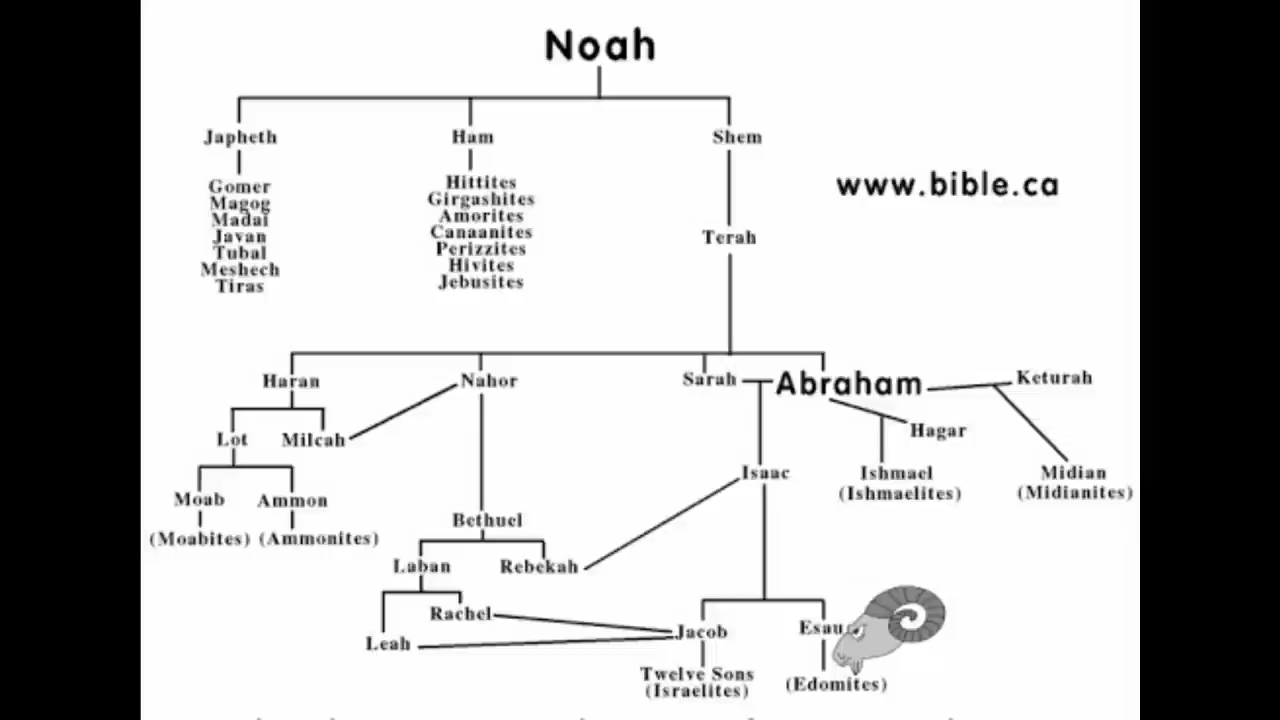 Noah
Japheth
Ham
Shem
Gomer
Magog
Madai
Javan
Tubal
Meshech
Tiras
Hittites
Girgashites
Amorites
Canaanites
Perizzites
Hivites
Jebusites
www.bible.ca
Terah
Haran
Nahor
Sarah
Abraham
Keturah
Lot
Milcah
Hagar
Isaac
Ishmael
(Ishmaelites)
Midian
(Midianites)
Moab
Ammon
(Moabites)
(Ammonites)
Bethuel
Laban
Rebekah
Rachel
Leah
Jacob
Esau
Twelve Sons
(Israelites)
(Edomites)